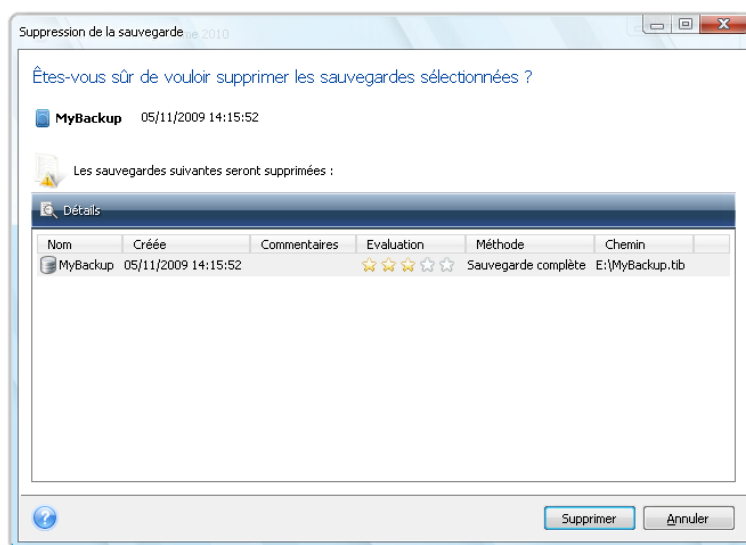 Suppression de la sauvegarde me 2010
Êtes-vous sûr de vouloir supprimer les sauvegardes sélectionnées ?
MyBackup 05/11/2009 14:15:52
Les sauvegardes suivantes seront supprimées :
Détails
Nom Créée Commentaires Evaluation Méthode Chemin
MyBackup 05/11/2009 14:15:52 Sauvegarde complète E:\MyBackup.tib
Supprimer Annuler